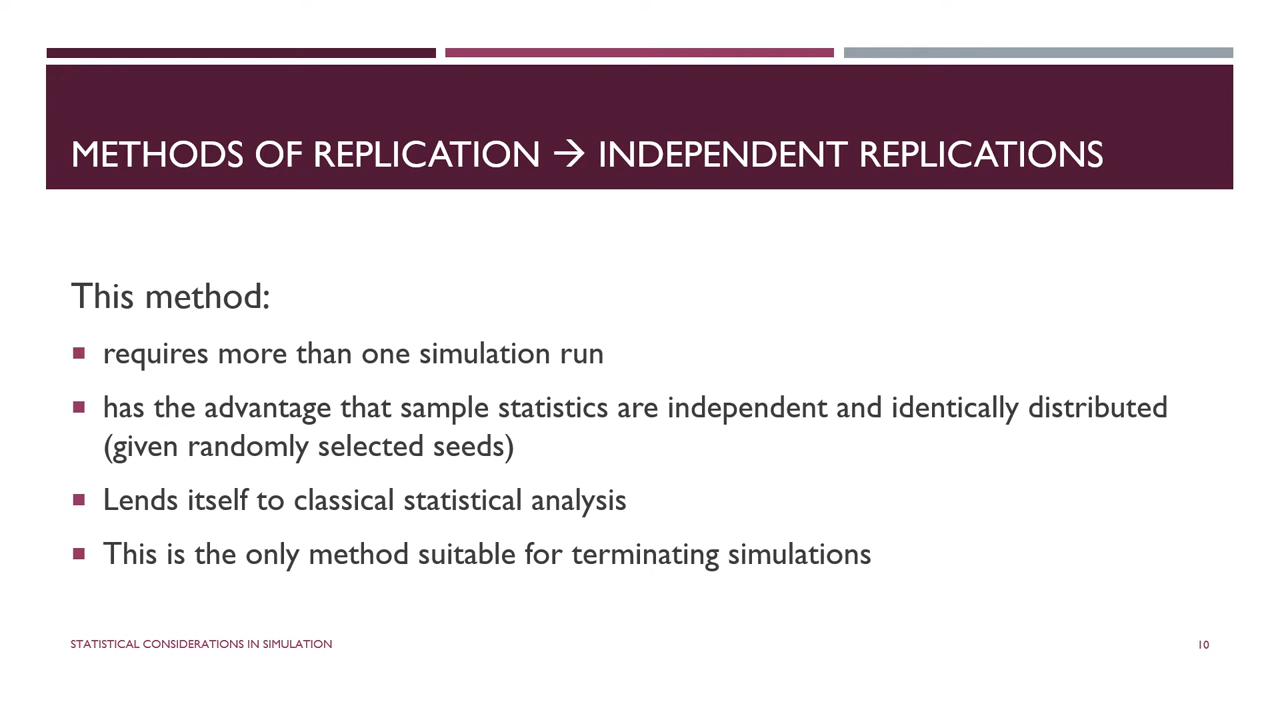 METHODS OF REPLICATION → INDEPENDENT REPLICATIONS
This method:
▪ requires more than one simulation run
▪ has the advantage that sample statistics are independent and identically distributed
(given randomly selected seeds)
▪ Lends itself to classical statistical analysis
▪ This is the only method suitable for terminating simulations
STATISTICAL CONSIDERATIONS IN SIMULATION
10